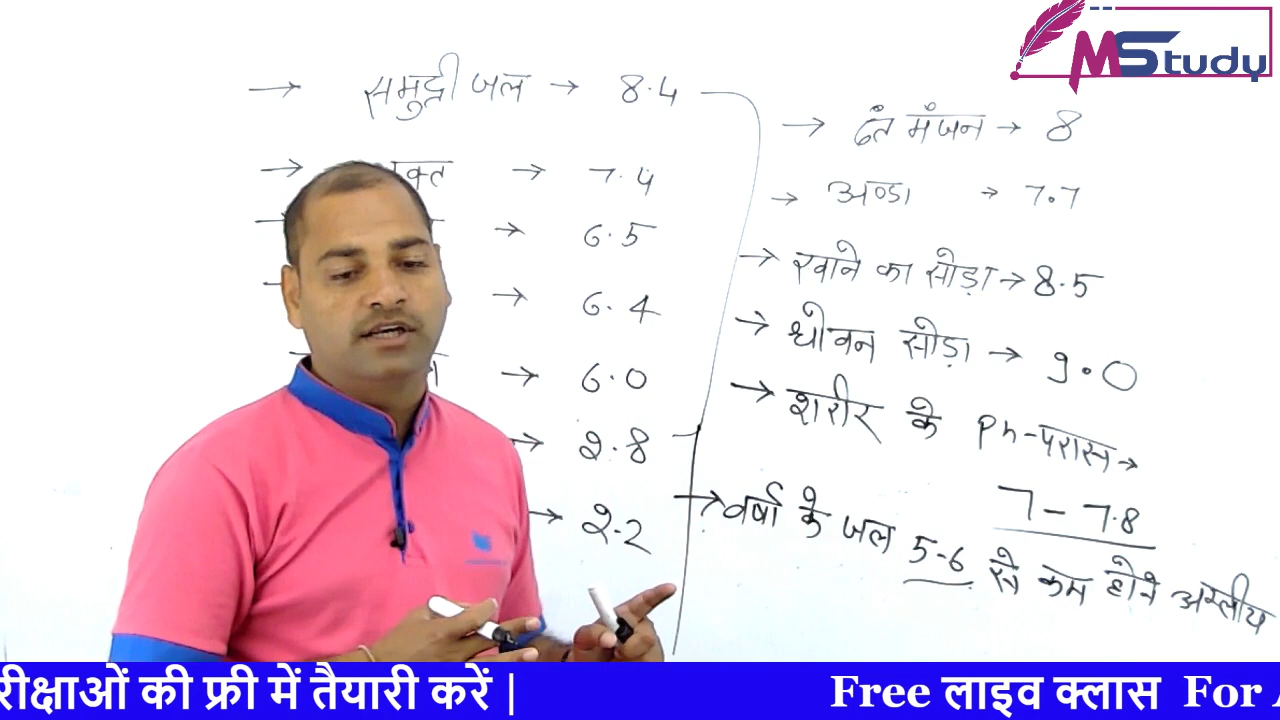 MStudy
→ समुद्री जल → 8.4
→ क्त → 7.4
→ 6.5
→ 6.4
→ 6.0
→ 2.8
→ 2.2
→ दंत मंजन → 8
→ अण्डा → 7.7
→ खाने का सोड़ा → 8.5
→ धोवन सोड़ा → 9.0
→ शरीर के Ph-परास →
7 - 7.8
→ वर्षा के जल 5-6 से कम होने अम्लीय
रीक्षाओं की फ्री में तैयारी करें |
Free लाइव क्लास For